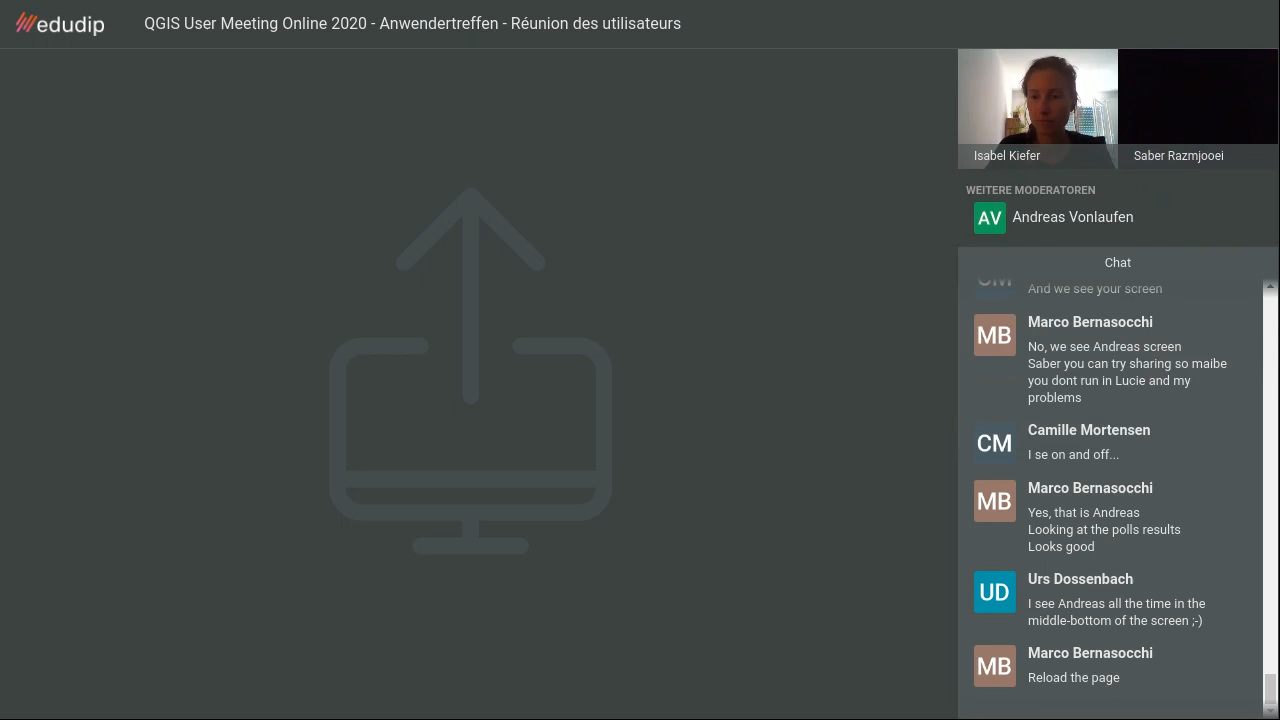 edudip
QGIS User Meeting Online 2020 - Anwendertreffen - Réunion des utilisateurs
Isabel Kiefer
Saber Razmjooei
WEITERE MODERATOREN
AV
Andreas Vonlaufen
Chat
CM
And we see your screen
MB
Marco Bernasocchi
No, we see Andreas screen
Saber you can try sharing so maibe
you dont run in Lucie and my
problems
CM
Camille Mortensen
I se on and off...
MB
Marco Bernasocchi
Yes, that is Andreas
Looking at the polls results
Looks good
UD
Urs Dossenbach
I see Andreas all the time in the
middle-bottom of the screen ;-)
MB
Marco Bernasocchi
Reload the page